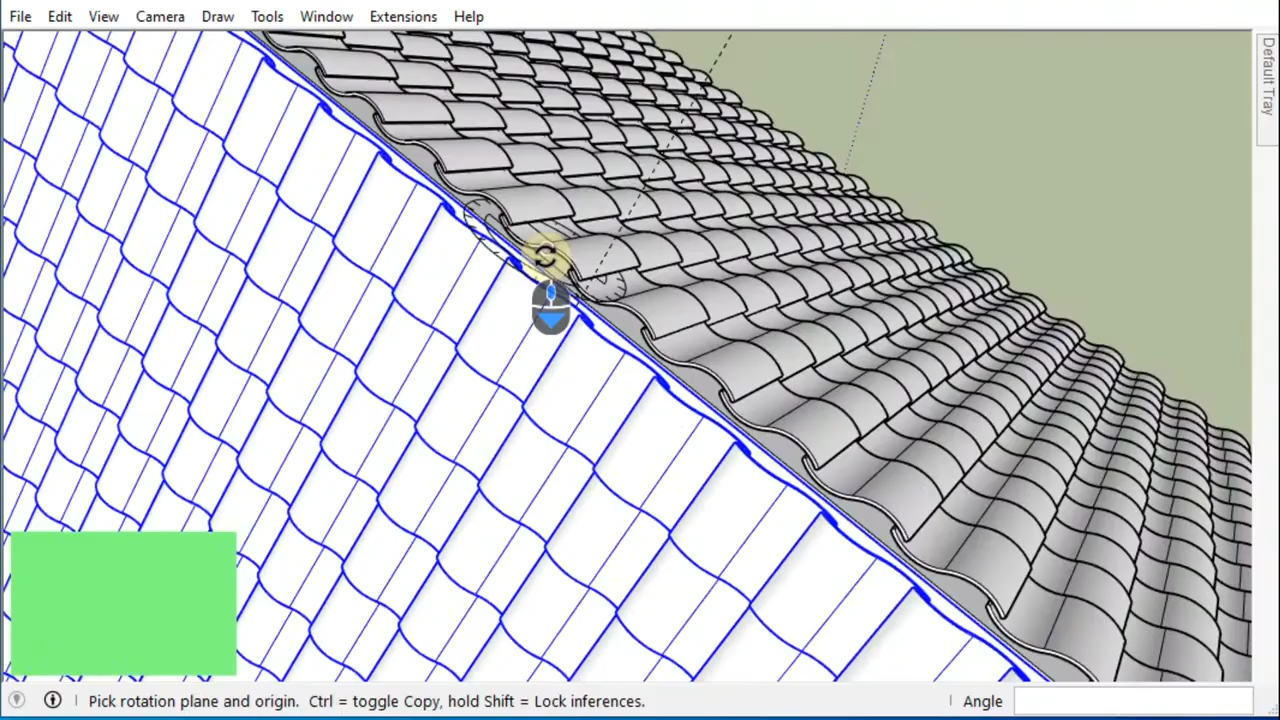 File Edit View Camera Draw Tools Window Extensions Help
Default Tray
Pick rotation plane and origin. Ctrl = toggle Copy, hold Shift = Lock inferences.
Angle